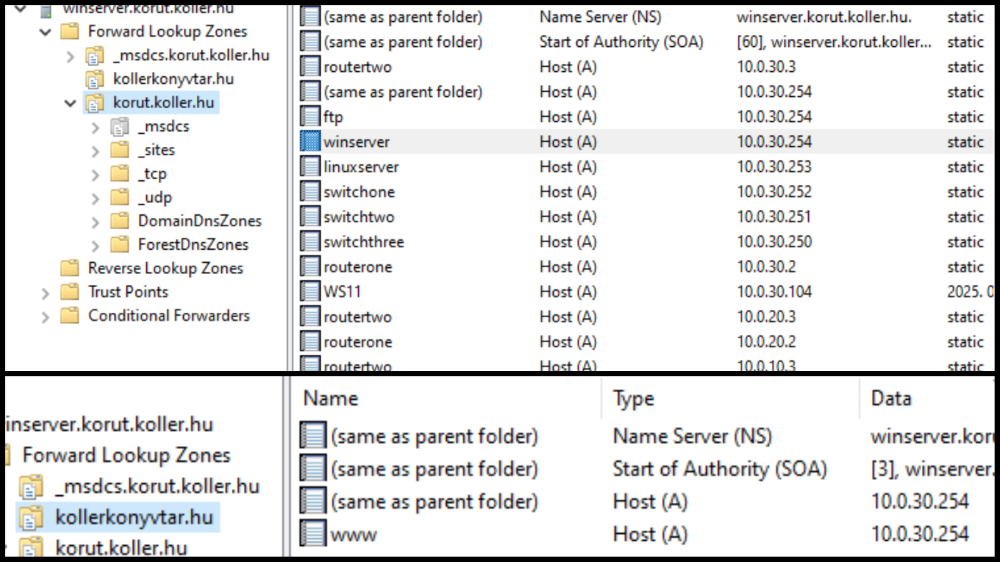 winserver.korut.koller.hu
Forward Lookup Zones
_msdcs.korut.koller.hu
kollerkonyvtar.hu
korut.koller.hu
_msdcs
_sites
_tcp
_udp
DomainDnsZones
ForestDnsZones
Reverse Lookup Zones
Trust Points
Conditional Forwarders
(same as parent folder) Name Server (NS) winserver.korut.koller.hu. static
(same as parent folder) Start of Authority (SOA) [60], winserver.korut.koller... static
routertwo Host (A) 10.0.30.3 static
(same as parent folder) Host (A) 10.0.30.254 static
ftp Host (A) 10.0.30.254 static
winserver Host (A) 10.0.30.254 static
linuxserver Host (A) 10.0.30.253 static
switchone Host (A) 10.0.30.252 static
switchtwo Host (A) 10.0.30.251 static
switchthree Host (A) 10.0.30.250 static
routerone Host (A) 10.0.30.2 static
WS11 Host (A) 10.0.30.104 2025. 0
routertwo Host (A) 10.0.20.3 static
routerone Host (A) 10.0.20.2 static
routertwo Host (A) 10.0.10.3 static
inserver.korut.koller.hu
Forward Lookup Zones
_msdcs.korut.koller.hu
kollerkonyvtar.hu
korut.koller.hu
Name Type Data
(same as parent folder) Name Server (NS) winserver.koru
(same as parent folder) Start of Authority (SOA) [3], winserver.
(same as parent folder) Host (A) 10.0.30.254
www Host (A) 10.0.30.254